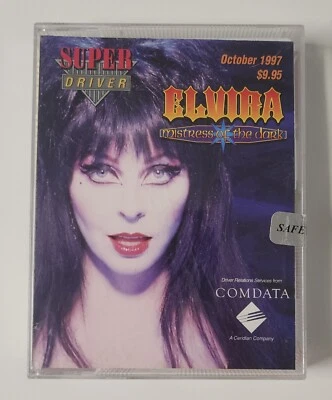 SUPER
DRIVER
October 1997
$9.95
ELVIRA
mistress of the dark
SAFE
Driver Relations Services from
COMDATA
A Ceridian Company